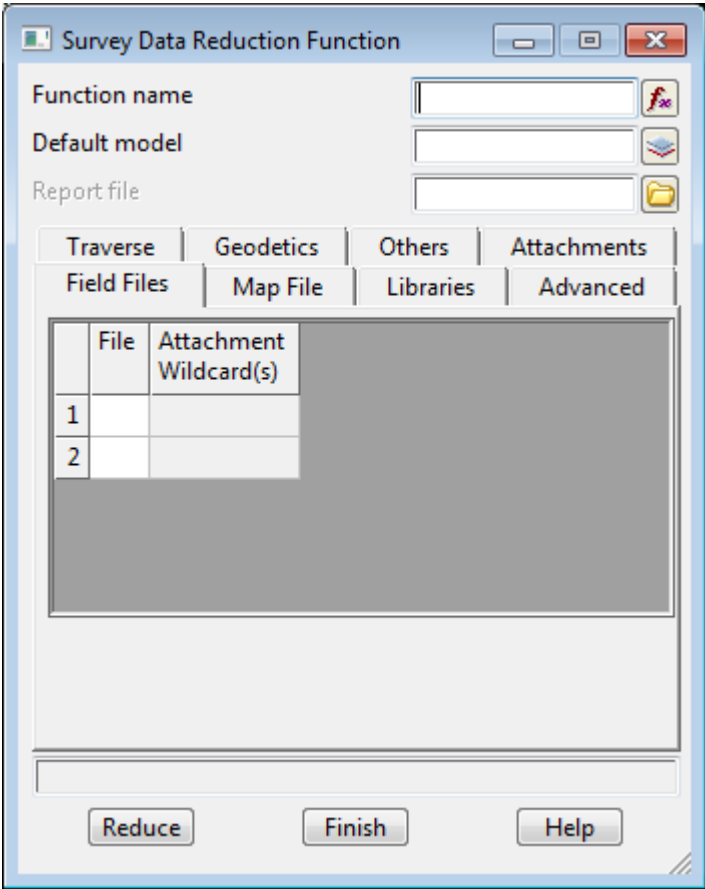 Survey Data Reduction Function
Function name
Default model
Report file
Traverse Geodetics Others Attachments
Field Files Map File Libraries Advanced
File Attachment
Wildcard(s)
1
2
Reduce Finish Help